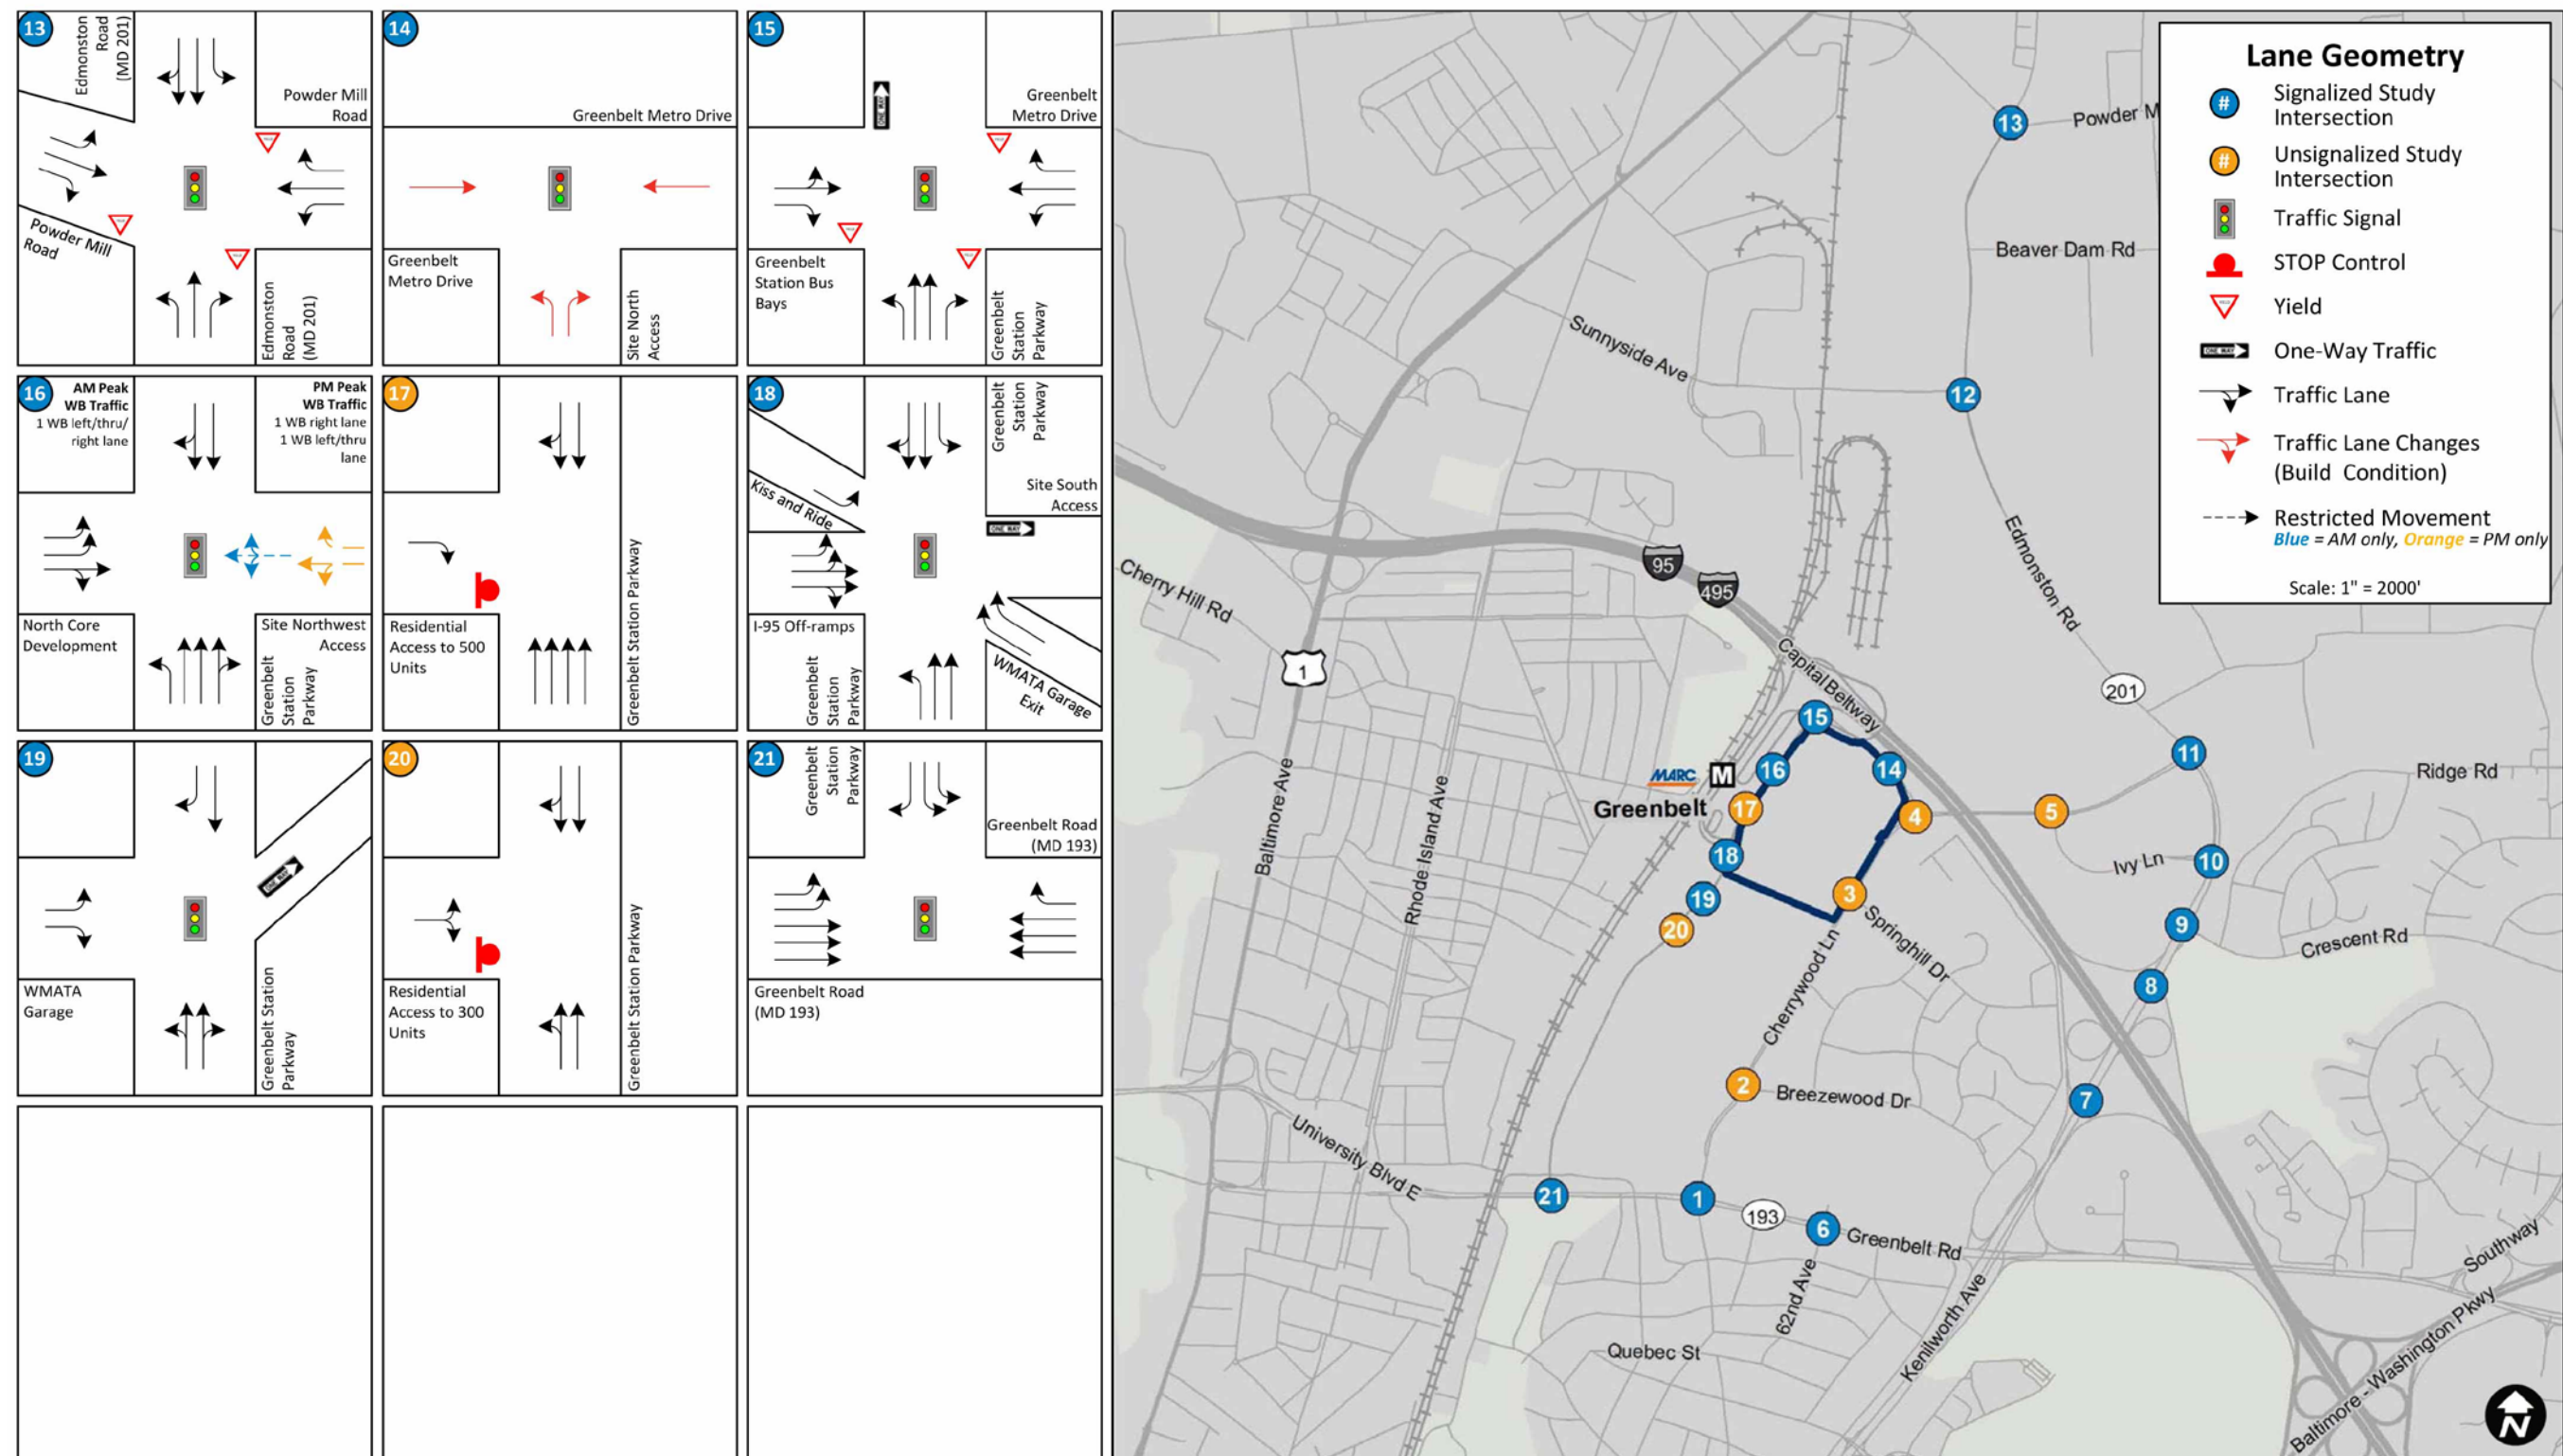 13
Edmonston
Road
(MD 201)
Powder Mill
Road
Powder Mill
Road
Edmonston
Road
(MD 201)
14
Greenbelt Metro Drive
Greenbelt
Metro Drive
Site North
Access
15
ONE WAY
Greenbelt
Metro Drive
Greenbelt
Station Bus
Bays
Greenbelt
Station
Parkway
16
AM Peak
WB Traffic
1 WB left/thru/
right lane
PM Peak
WB Traffic
1 WB right lane
1 WB left/thru
lane
North Core
Development
Site Northwest
Access
Greenbelt
Station
Parkway
17
Residential
Access to 500
Units
Greenbelt Station Parkway
18
Greenbelt
Station
Parkway
Kiss and Ride
Site South
Access
ONE WAY
I-95 Off-ramps
Greenbelt
Station
Parkway
WMATA Garage
Exit
19
ONE WAY
WMATA
Garage
Greenbelt Station
Parkway
20
Residential
Access to 300
Units
Greenbelt Station Parkway
21
Greenbelt
Station
Parkway
Greenbelt Road
(MD 193)
Greenbelt Road
(MD 193)
Lane Geometry
# Signalized Study
Intersection
# Unsignalized Study
Intersection
Traffic Signal
STOP Control
Yield
ONE WAY One-Way Traffic
Traffic Lane
Traffic Lane Changes
(Build Condition)
Restricted Movement
Blue = AM only, Orange = PM only
Scale: 1" = 2000'
13
Powder M
Beaver Dam Rd
Sunnyside Ave
12
Edmonston Rd
95
495
Cherry Hill Rd
1
Capital Beltway
201
15
11
16
14
MARC
M
Greenbelt
17
4
5
Ridge Rd
18
Ivy Ln
10
Baltimore Ave
Rhode Island Ave
19
3
20
Springhill Dr
9
Crescent Rd
Cherrywood Ln
8
2
Breezewood Dr
7
University Blvd E
21
1
193
6
Greenbelt Rd
62nd Ave
Kenilworth Ave
Quebec St
Southway
Baltimore - Washington Pkwy
N